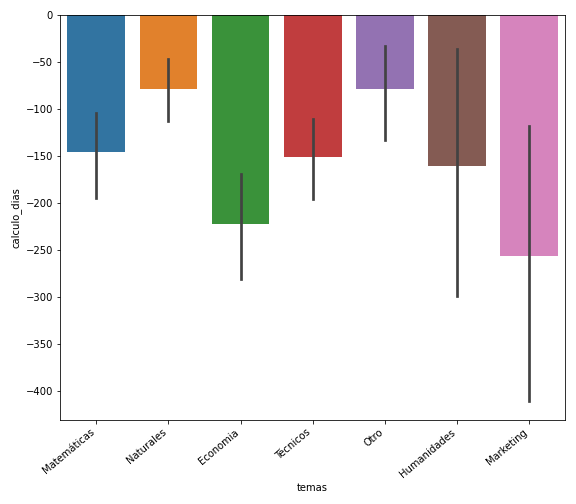 0
−50
−100
−150
−200
−250
−300
−350
−400
calculo_dias
Matemáticas
Naturales
Economia
Técnicos
Otro
Humanidades
Marketing
temas